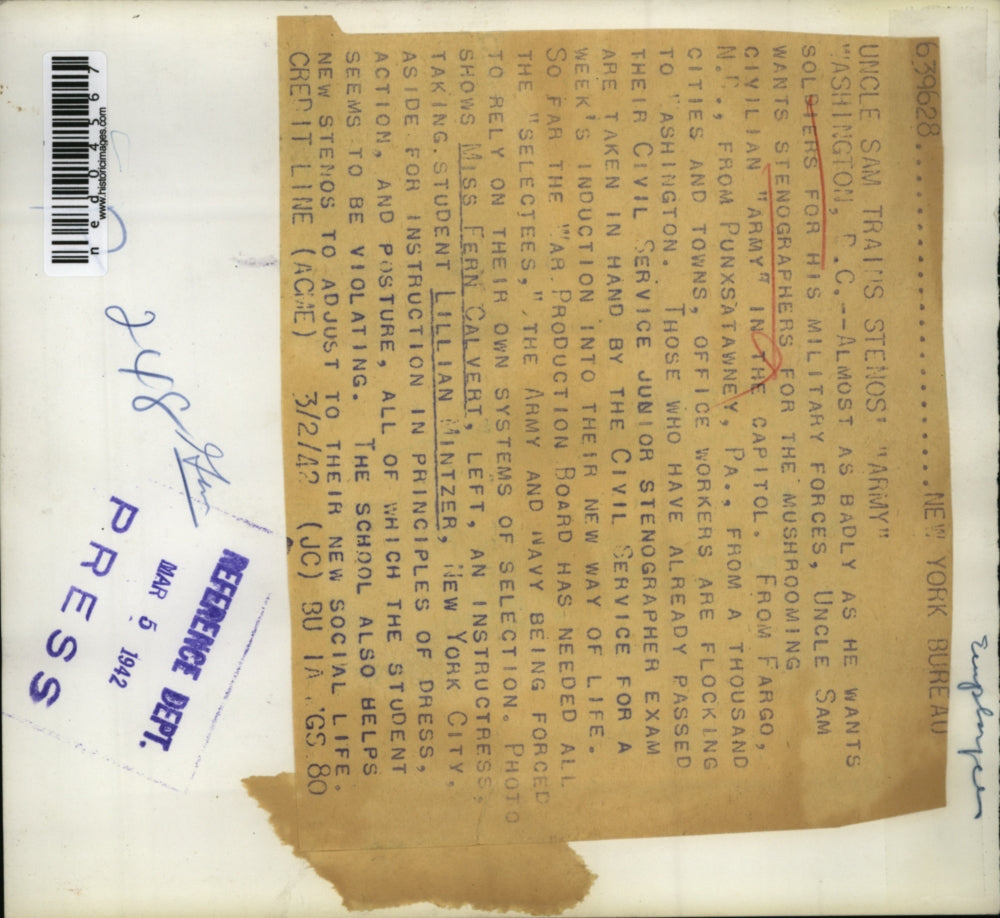 639628....................NEW YORK BUREAU
UNCLE SAM TRAINS STENOS' "ARMY"
WASHINGTON, D.C.--ALMOST AS BADLY AS HE WANTS
SOLDIERS FOR HIS MILITARY FORCES, UNCLE SAM
WANTS STENOGRAPHERS FOR THE MUSHROOMING
CIVILIAN "ARMY" IN THE CAPITOL. FROM FARGO,
N.D., FROM PUNXSATAWNEY, PA., FROM A THOUSAND
CITIES AND TOWNS, OFFICE WORKERS ARE FLOCKING
TO WASHINGTON. THOSE WHO HAVE ALREADY PASSED
THEIR CIVIL SERVICE JUNIOR STENOGRAPHER EXAM
ARE TAKEN IN HAND BY THE CIVIL SERVICE FOR A
WEEK'S INDUCTION INTO THEIR NEW WAY OF LIFE.
SO FAR THE WAR PRODUCTION BOARD HAS NEEDED ALL
THE "SELECTEES," THE ARMY AND NAVY BEING FORCED
TO RELY ON THEIR OWN SYSTEMS OF SELECTION. PHOTO
SHOWS MISS FERN CALVERT, LEFT, AN INSTRUCTRESS,
TAKING STUDENT LILLIAN MINTZER, NEW YORK CITY,
ASIDE FOR INSTRUCTION IN PRINCIPLES OF DRESS,
ACTION, AND POSTURE, ALL OF WHICH THE STUDENT
SEEMS TO BE VIOLATING. THE SCHOOL ALSO HELPS
NEW STENOS TO ADJUST TO THEIR NEW SOCIAL LIFE.
CREDIT LINE (ACME) 3/2/42 (JC) BU WA GS 80
Employees
248
REFERENCE DEPT.
MAR 5 1942
PRESS
www.historicimages.com
ned044567